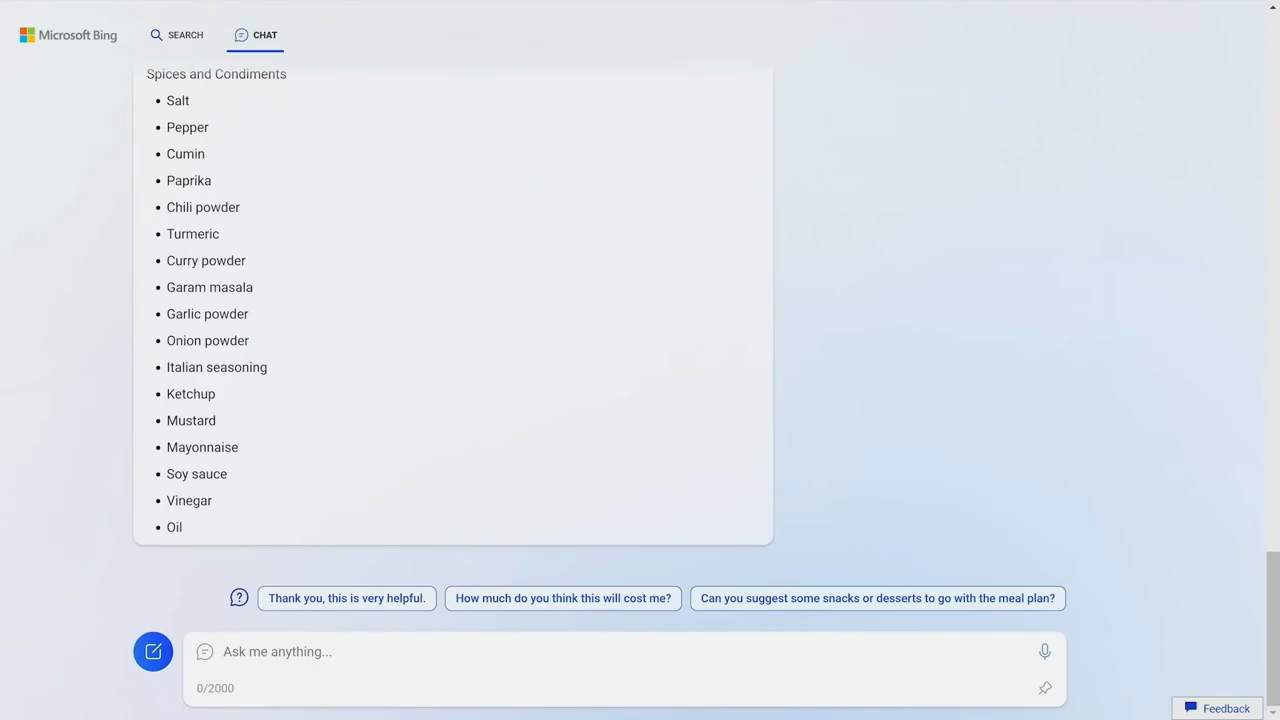 Microsoft Bing
SEARCH
CHAT
Spices and Condiments
• Salt
• Pepper
• Cumin
• Paprika
• Chili powder
• Turmeric
• Curry powder
• Garam masala
• Garlic powder
• Onion powder
• Italian seasoning
• Ketchup
• Mustard
• Mayonnaise
• Soy sauce
• Vinegar
• Oil
Thank you, this is very helpful.
How much do you think this will cost me?
Can you suggest some snacks or desserts to go with the meal plan?
Ask me anything...
0/2000
Feedback